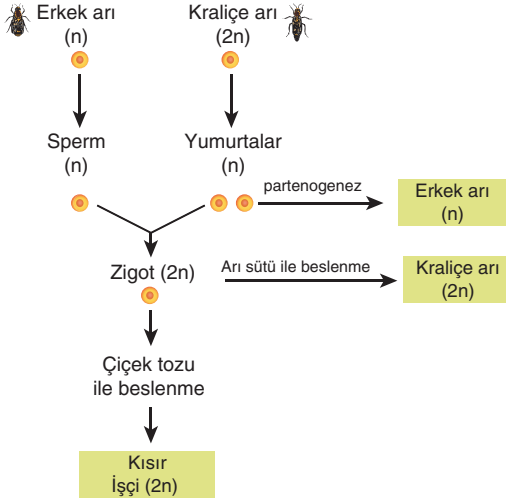 Erkek arı
(n)
Kraliçe arı
(2n)
Sperm
(n)
Yumurtalar
(n)
partenogenez
Erkek arı
(n)
Zigot (2n)
Arı sütü ile beslenme
Kraliçe arı
(2n)
Çiçek tozu
ile beslenme
Kısır
İşçi (2n)